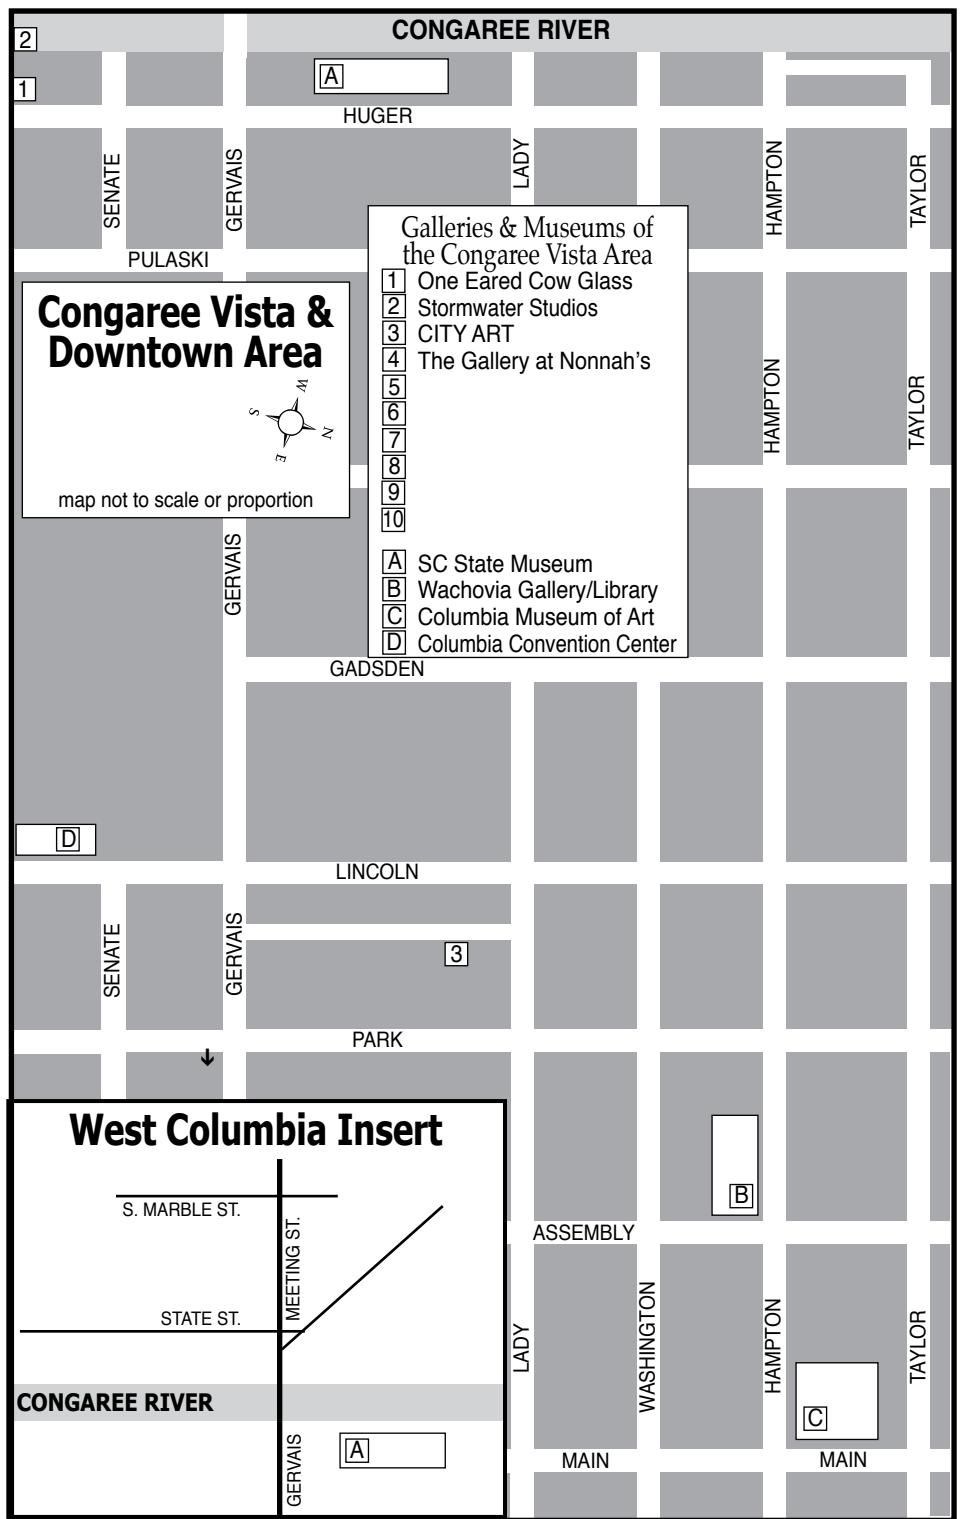 CONGAREE RIVER
2
A
1
HUGER
SENATE
GERVAIS
LADY
HAMPTON
TAYLOR
PULASKI
Galleries & Museums of
the Congaree Vista Area
1 One Eared Cow Glass
2 Stormwater Studios
3 CITY ART
4 The Gallery at Nonnah's
5
6
7
8
9
10
A SC State Museum
B Wachovia Gallery/Library
C Columbia Museum of Art
D Columbia Convention Center
Congaree Vista &
Downtown Area
W
S
N
E
map not to scale or proportion
HAMPTON
TAYLOR
GERVAIS
GADSDEN
D
LINCOLN
SENATE
GERVAIS
3
PARK
West Columbia Insert
S. MARBLE ST.
MEETING ST.
STATE ST.
CONGAREE RIVER
GERVAIS
A
B
ASSEMBLY
LADY
WASHINGTON
HAMPTON
TAYLOR
C
MAIN
MAIN